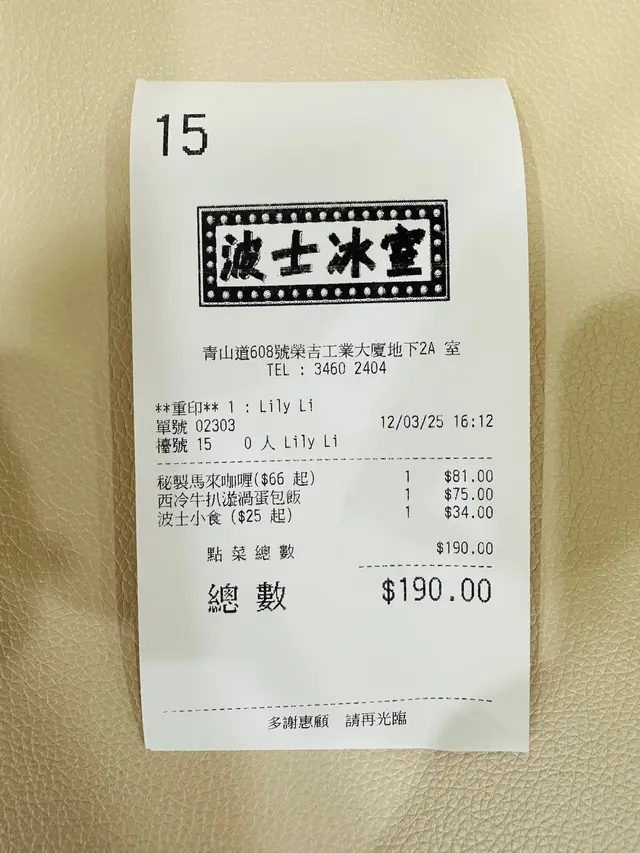 15
波士冰室
青山道608號榮吉工業大廈地下2A 室
TEL : 3460 2404
**重印** 1 : Lily Li
單號 02303 12/03/25 16:12
檯號 15 0 人 Lily Li
秘製馬來咖喱($66 起) 1 $81.00
西冷牛扒漩渦蛋包飯 1 $75.00
波士小食 ($25 起) 1 $34.00
點菜總數 $190.00
總數 $190.00
多謝惠顧 請再光臨